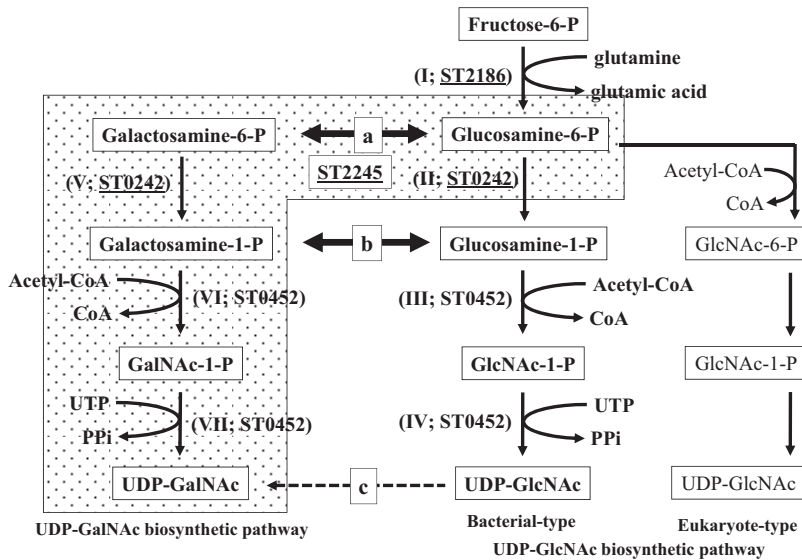 Fructose-6-P
glutamine
(I; ST2186)
glutamic acid
Galactosamine-6-P
a
Glucosamine-6-P
(V; ST0242)
ST2245
(II; ST0242)
Acetyl-CoA
CoA
Galactosamine-1-P
b
Glucosamine-1-P
GlcNAc-6-P
Acetyl-CoA
(VI; ST0452)
CoA
(III; ST0452)
Acetyl-CoA
CoA
GalNAc-1-P
GlcNAc-1-P
GlcNAc-1-P
UTP
(VII; ST0452)
PPi
(IV; ST0452)
UTP
PPi
UDP-GalNAc
c
UDP-GlcNAc
UDP-GlcNAc
UDP-GalNAc biosynthetic pathway
Bacterial-type
Eukaryote-type
UDP-GlcNAc biosynthetic pathway